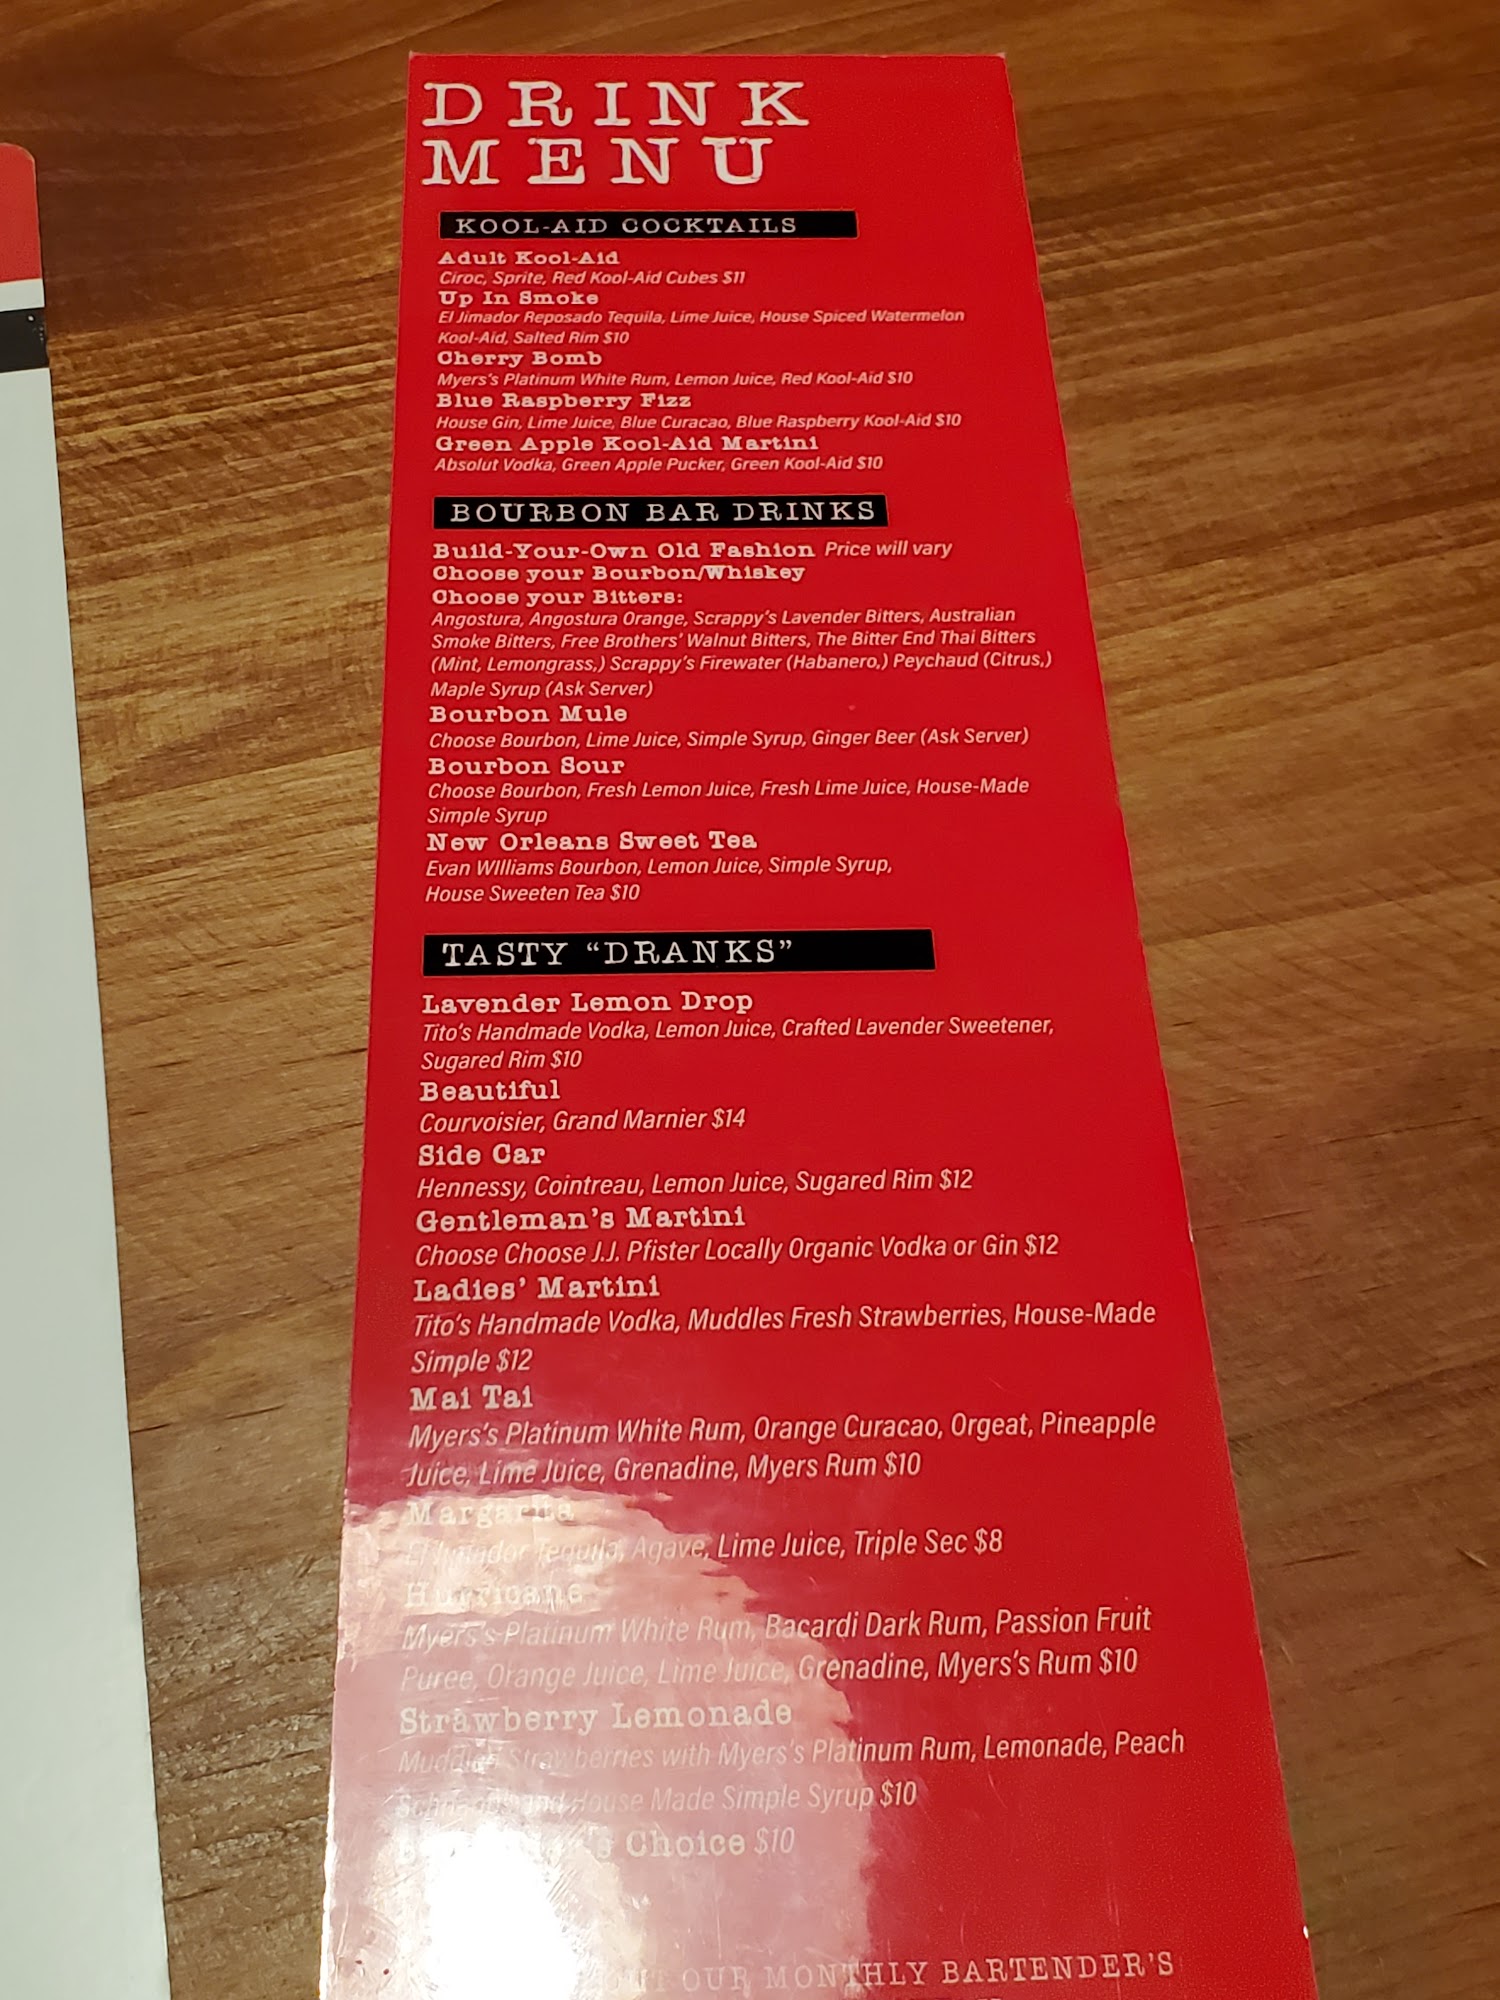 DRINK
MENU
KOOL-AID COCKTAILS
Adult Kool-Aid
Ciroc, Sprite, Red Kool-Aid Cubes $11
Up In Smoke
El Jimador Reposado Tequila, Lime Juice, House Spiced Watermelon
Kool-Aid, Salted Rim $10
Cherry Bomb
Myers's Platinum White Rum, Lemon Juice, Red Kool-Aid $10
Blue Raspberry Fizz
House Gin, Lime Juice, Blue Curacao, Blue Raspberry Kool-Aid $10
Green Apple Kool-Aid Martini
Absolut Vodka, Green Apple Pucker, Green Kool-Aid $10
BOURBON BAR DRINKS
Build-Your-Own Old Fashion Price will vary
Choose your Bourbon/Whiskey
Choose your Bitters:
Angostura, Angostura Orange, Scrappy's Lavender Bitters, Australian
Smoke Bitters, Free Brothers' Walnut Bitters, The Bitter End Thai Bitters
(Mint, Lemongrass,) Scrappy's Firewater (Habanero,) Peychaud (Citrus,)
Maple Syrup (Ask Server)
Bourbon Mule
Choose Bourbon, Lime Juice, Simple Syrup, Ginger Beer (Ask Server)
Bourbon Sour
Choose Bourbon, Fresh Lemon Juice, Fresh Lime Juice, House-Made
Simple Syrup
New Orleans Sweet Tea
Evan WIlliams Bourbon, Lemon Juice, Simple Syrup,
House Sweeten Tea $10
TASTY "DRANKS"
Lavender Lemon Drop
Tito's Handmade Vodka, Lemon Juice, Crafted Lavender Sweetener,
Sugared Rim $10
Beautiful
Courvoisier, Grand Marnier $14
Side Car
Hennessy, Cointreau, Lemon Juice, Sugared Rim $12
Gentleman's Martini
Choose Choose J.J. Pfister Locally Organic Vodka or Gin $12
Ladies' Martini
Tito's Handmade Vodka, Muddles Fresh Strawberries, House-Made
Simple $12
Mai Tai
Myers's Platinum White Rum, Orange Curacao, Orgeat, Pineapple
Juice, Lime Juice, Grenadine, Myers Rum $10
Margarita
El Jimador Tequila, Agave, Lime Juice, Triple Sec $8
Hurricane
Myers's Platinum White Rum, Bacardi Dark Rum, Passion Fruit
Puree, Orange Juice, Lime Juice, Grenadine, Myers's Rum $10
Strawberry Lemonade
Strawberries with Myers's Platinum Rum, Lemonade, Peach
and House Made Simple Syrup $10
Choice $10
OUR MONTHLY BARTENDER'S